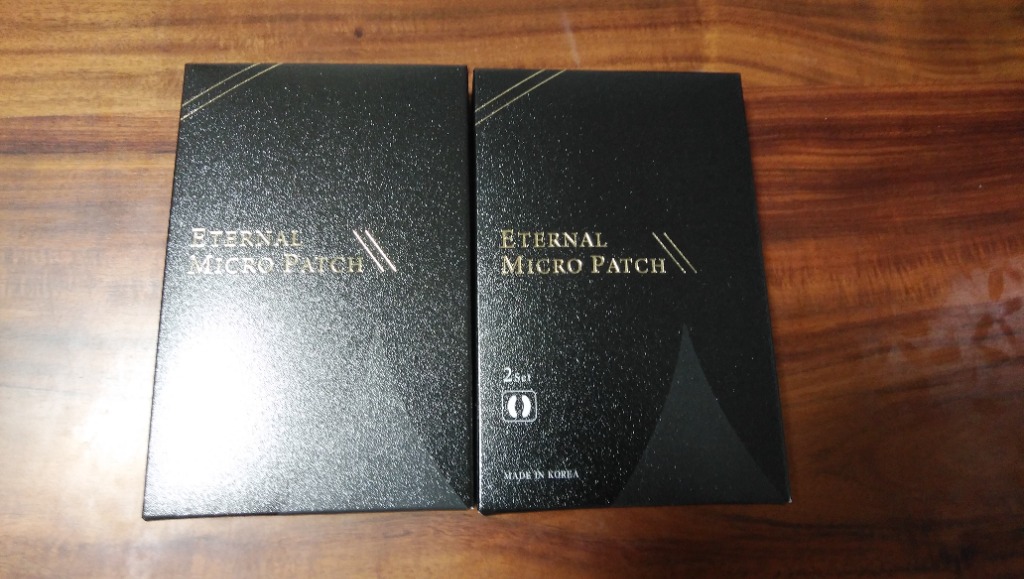 ETERNAL
MICRO PATCH
ETERNAL
MICRO PATCH
2Set
MADE IN KOREA